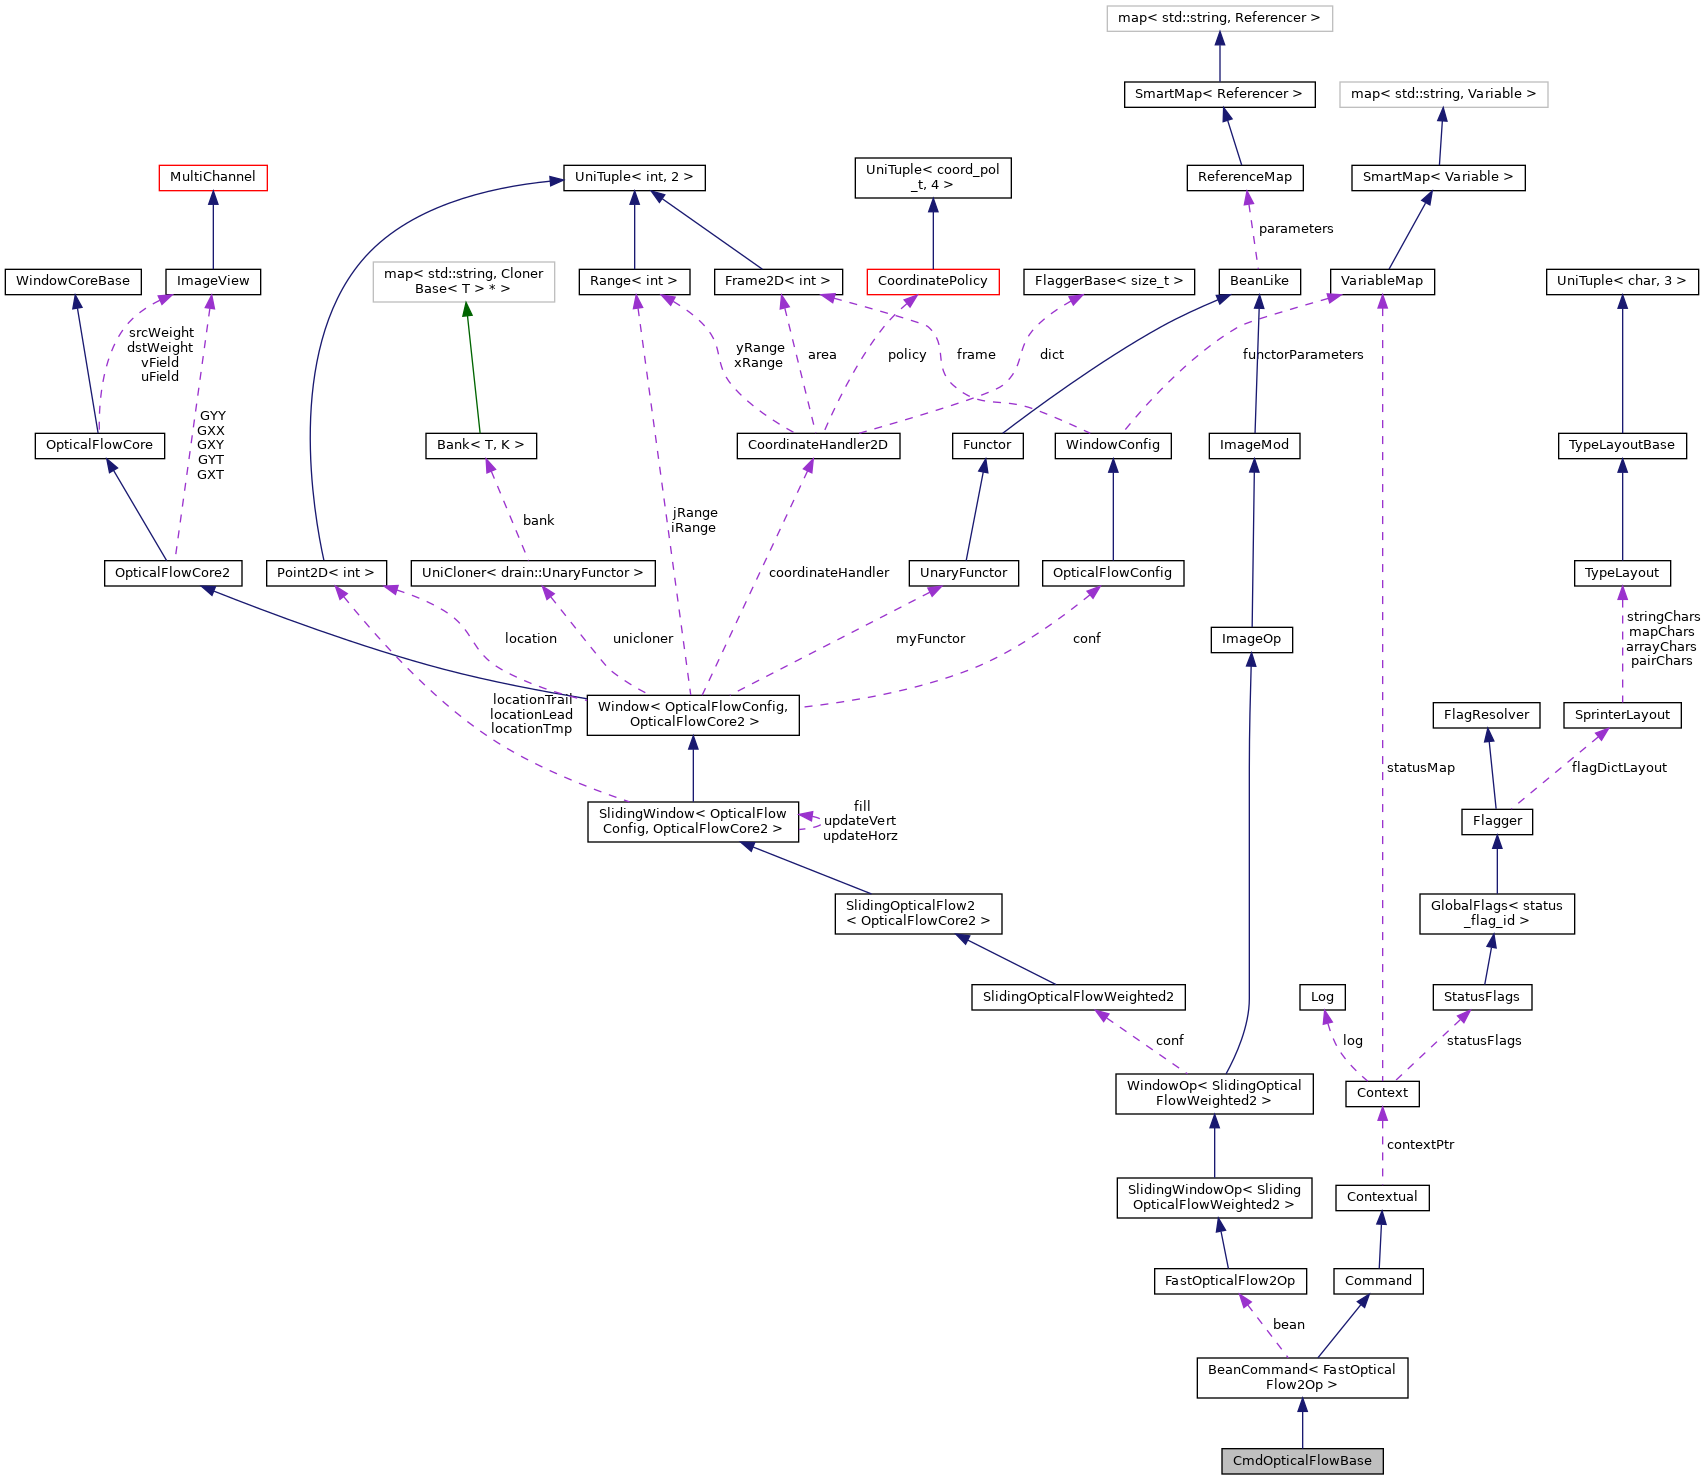 map< std::string, Referencer >
SmartMap< Referencer >
map< std::string, Variable >
MultiChannel
UniTuple< int, 2 >
UniTuple< coord_pol
_t, 4 >
ReferenceMap
SmartMap< Variable >
parameters
WindowCoreBase
ImageView
map< std::string, Cloner
Base< T > * >
Range< int >
Frame2D< int >
CoordinatePolicy
FlaggerBase< size_t >
BeanLike
VariableMap
UniTuple< char, 3 >
srcWeight
dstWeight
vField
uField
yRange
xRange
area
policy
frame
dict
functorParameters
GYY
GXX
GXY
GYT
GXT
OpticalFlowCore
Bank< T, K >
CoordinateHandler2D
Functor
WindowConfig
ImageMod
TypeLayoutBase
bank
jRange
iRange
OpticalFlowCore2
Point2D< int >
UniCloner< drain::UnaryFunctor >
coordinateHandler
UnaryFunctor
OpticalFlowConfig
TypeLayout
location
unicloner
myFunctor
conf
ImageOp
stringChars
mapChars
arrayChars
pairChars
locationTrail
locationLead
locationTmp
Window< OpticalFlowConfig,
OpticalFlowCore2 >
FlagResolver
SprinterLayout
statusMap
flagDictLayout
SlidingWindow< OpticalFlow
Config, OpticalFlowCore2 >
fill
updateVert
updateHorz
Flagger
SlidingOpticalFlow2
< OpticalFlowCore2 >
GlobalFlags< status
_flag_id >
SlidingOpticalFlowWeighted2
Log
StatusFlags
conf
log
statusFlags
WindowOp< SlidingOptical
FlowWeighted2 >
Context
contextPtr
SlidingWindowOp< Sliding
OpticalFlowWeighted2 >
Contextual
FastOpticalFlow2Op
Command
bean
BeanCommand< FastOptical
Flow2Op >
CmdOpticalFlowBase